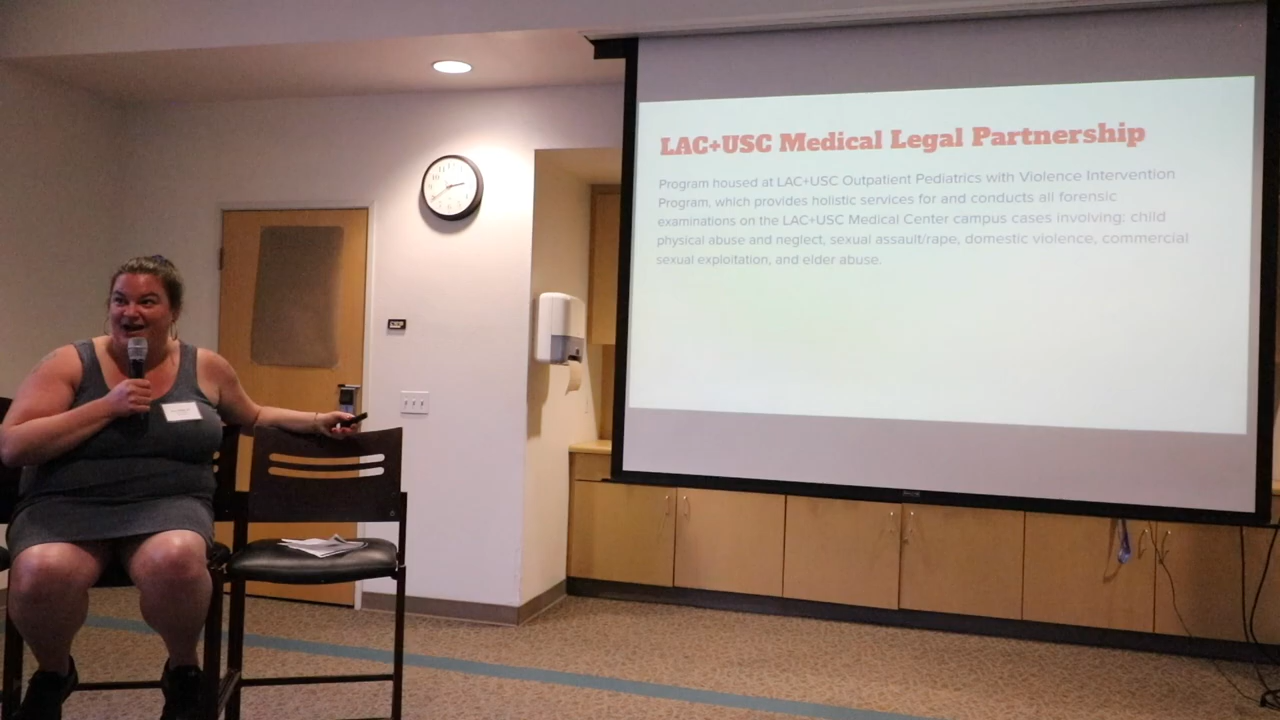 LAC+USC Medical Legal Partnership
Program housed at LAC+USC Outpatient Pediatrics with Violence Intervention
Program, which provides holistic services for and conducts all forensic
examinations on the LAC+USC Medical Center campus cases involving: child
physical abuse and neglect, sexual assault/rape, domestic violence, commercial
sexual exploitation, and elder abuse.